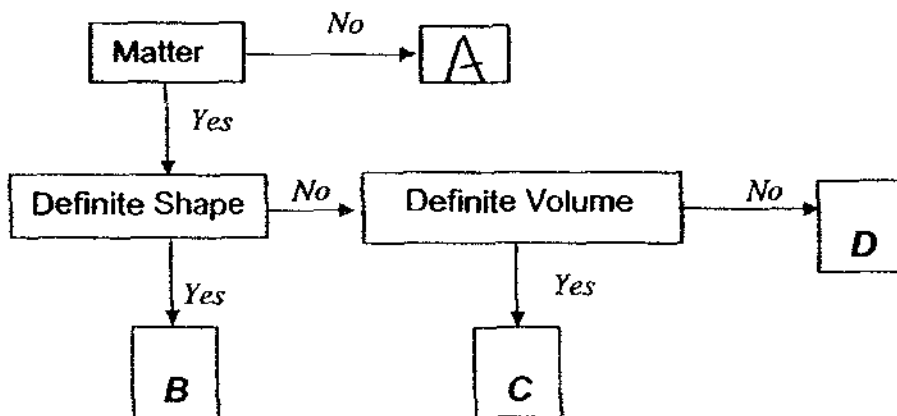 No
Matter
A
Yes
Definite Shape
No
Definite Volume
No
D
Yes
Yes
B
C